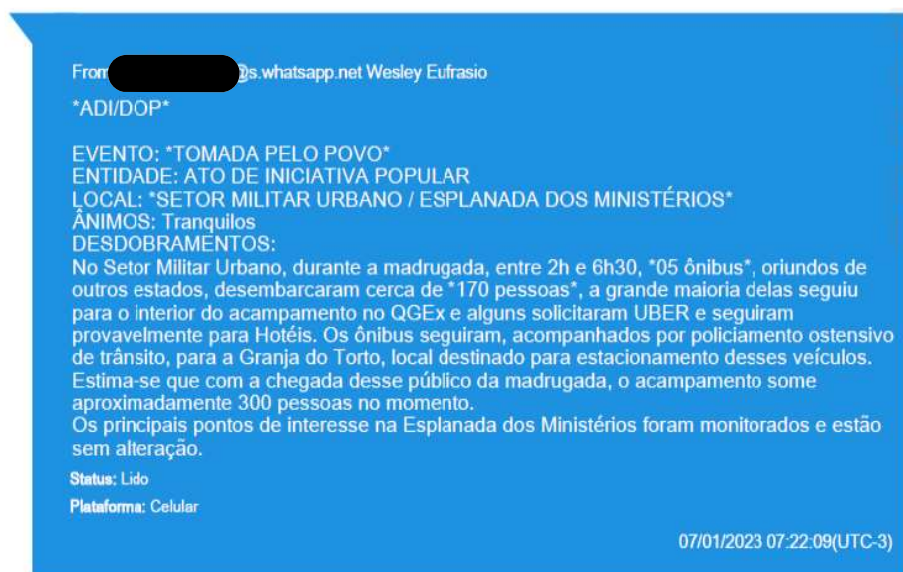 From @s.whatsapp.net Wesley Eufrasio
*ADI/DOP*
EVENTO: *TOMADA PELO POVO*
ENTIDADE: ATO DE INICIATIVA POPULAR
LOCAL: *SETOR MILITAR URBANO / ESPLANADA DOS MINISTÉRIOS*
ÂNIMOS: Tranquilos
DESDOBRAMENTOS:
No Setor Militar Urbano, durante a madrugada, entre 2h e 6h30, *05 ônibus*, oriundos de
outros estados, desembarcaram cerca de *170 pessoas*, a grande maioria delas seguiu
para o interior do acampamento no QGEx e alguns solicitaram UBER e seguiram
provavelmente para Hotéis. Os ônibus seguiram, acompanhados por policiamento ostensivo
de trânsito, para a Granja do Torto, local destinado para estacionamento desses veículos.
Estima-se que com a chegada desse público da madrugada, o acampamento some
aproximadamente 300 pessoas no momento.
Os principais pontos de interesse na Esplanada dos Ministérios foram monitorados e estão
sem alteração.
Status: Lido
Plataforma: Celular
07/01/2023 07:22:09(UTC-3)